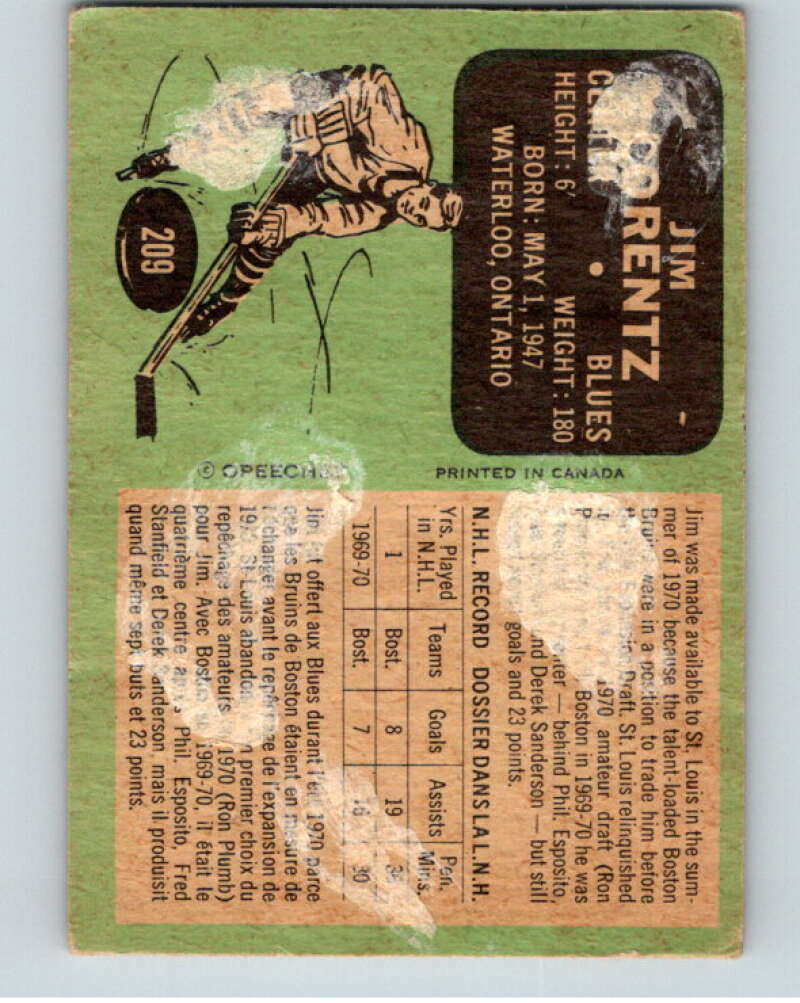 JIM
ORENTZ
CENTER • BLUES
HEIGHT: 6' WEIGHT: 180
BORN: MAY 1, 1947
WATERLOO, ONTARIO
209
© OPEECHEE PRINTED IN CANADA
Jim was made available to St. Louis in the sum-
mer of 1970 because the talent-loaded Boston
Bruins were in a position to trade him before
the Draft. St. Louis relinquished
1970 amateur draft (Ron
Boston in 1969-70 he was
behind Phil. Esposito,
and Derek Sanderson — but still
goals and 23 points.
N.H.L. RECORD DOSSIER DANS LA L.N.H.
Yrs. Played in N.H.L. Teams Goals Assists Pen. Mins.
1 Bost. 8 19
1969-70 Bost. 7 16 30
Jim fut offert aux Blues durant l'été 1970 parce
que les Bruins de Boston étaient en mesure de
l'échanger avant le repêchage de l'expansion de
St-Louis abandon premier choix du
repêchage des amateurs 1970 (Ron Plumb)
pour Jim. Avec Boston 1969-70, il était le
quatrième centre après Phil. Esposito, Fred
Stanfield et Derek Sanderson, mais il produisit
quand même sept buts et 23 points.